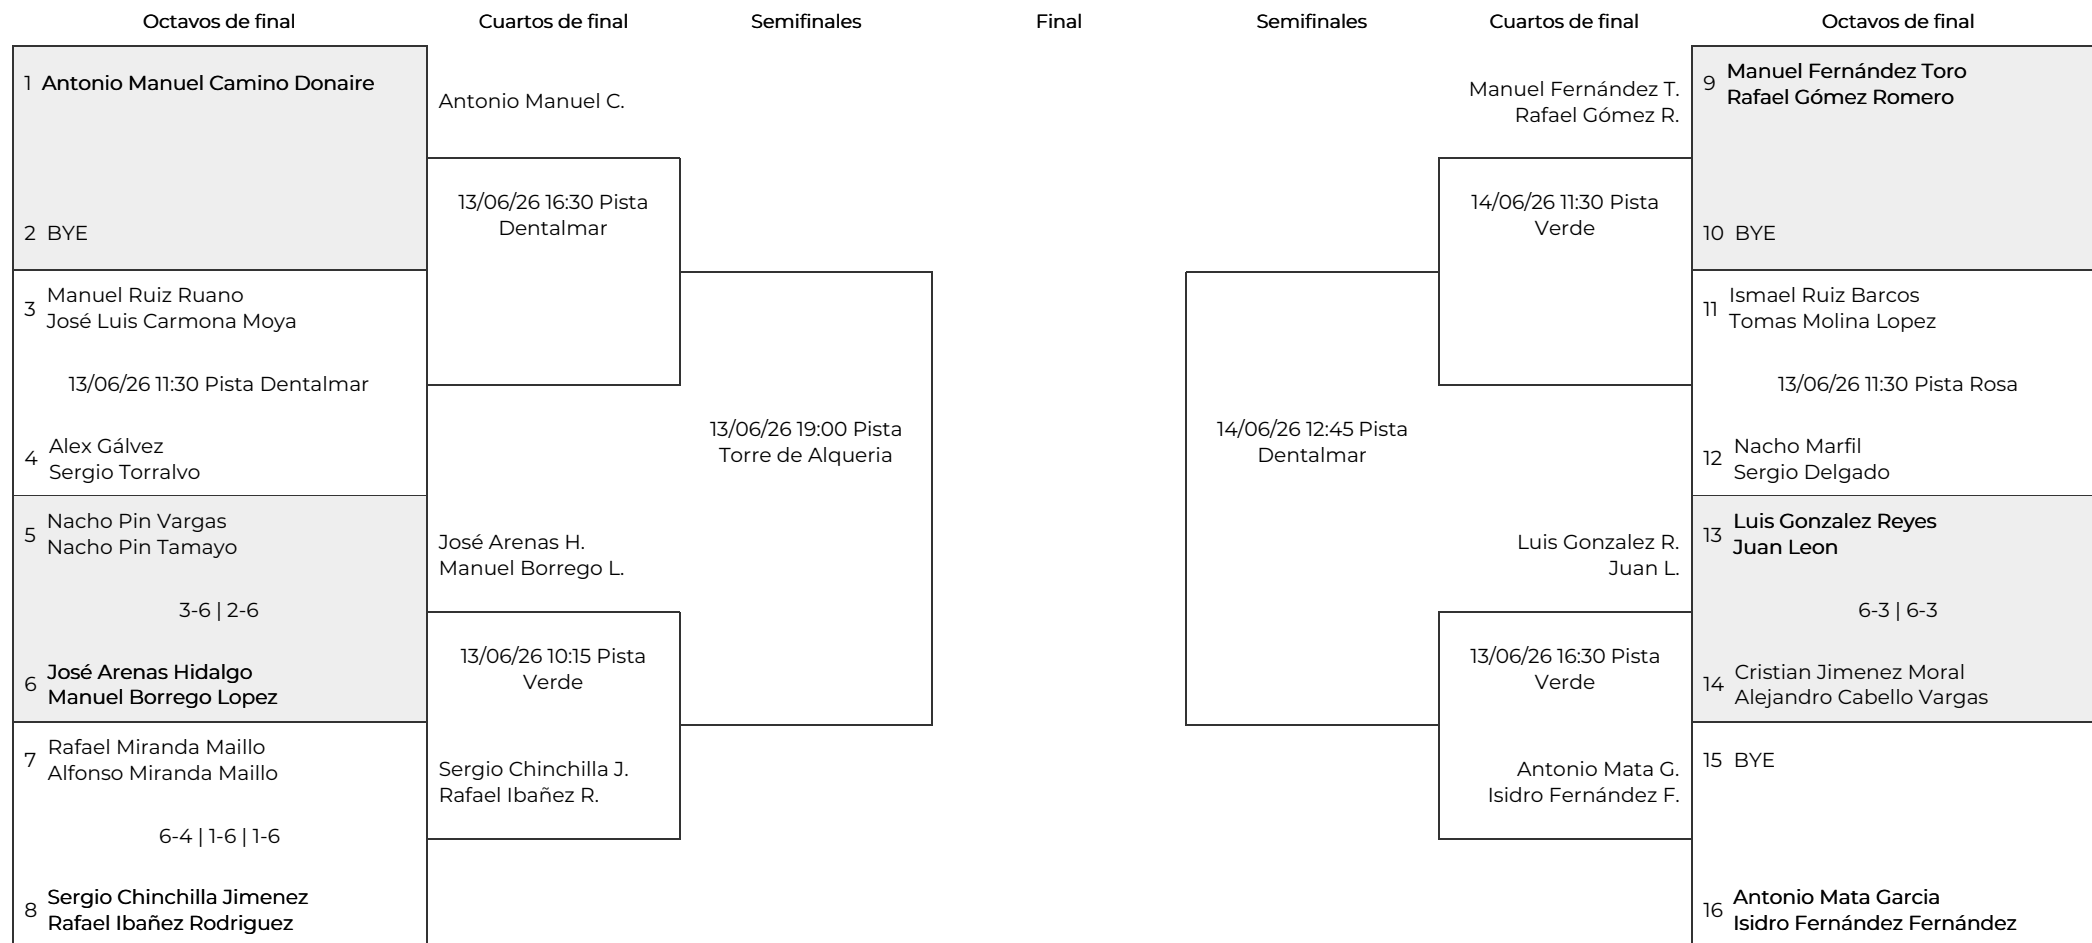 Octavos de final
Cuartos de final
Semifinales
Final
Semifinales
Cuartos de final
Octavos de final
1 Antonio Manuel Camino Donaire
2 BYE
3 Manuel Ruiz Ruano
José Luis Carmona Moya
13/06/26 11:30 Pista Dentalmar
4 Alex Gálvez
Sergio Torralvo
5 Nacho Pin Vargas
Nacho Pin Tamayo
3-6 | 2-6
6 José Arenas Hidalgo
Manuel Borrego Lopez
7 Rafael Miranda Maillo
Alfonso Miranda Maillo
6-4 | 1-6 | 1-6
8 Sergio Chinchilla Jimenez
Rafael Ibañez Rodriguez
Antonio Manuel C.
13/06/26 16:30 Pista
Dentalmar
José Arenas H.
Manuel Borrego L.
13/06/26 10:15 Pista
Verde
Sergio Chinchilla J.
Rafael Ibañez R.
13/06/26 19:00 Pista
Torre de Alqueria
14/06/26 12:45 Pista
Dentalmar
Manuel Fernández T.
Rafael Gómez R.
14/06/26 11:30 Pista
Verde
Luis Gonzalez R.
Juan L.
13/06/26 16:30 Pista
Verde
Antonio Mata G.
Isidro Fernández F.
9 Manuel Fernández Toro
Rafael Gómez Romero
10 BYE
11 Ismael Ruiz Barcos
Tomas Molina Lopez
13/06/26 11:30 Pista Rosa
12 Nacho Marfil
Sergio Delgado
13 Luis Gonzalez Reyes
Juan Leon
6-3 | 6-3
14 Cristian Jimenez Moral
Alejandro Cabello Vargas
15 BYE
16 Antonio Mata Garcia
Isidro Fernández Fernández